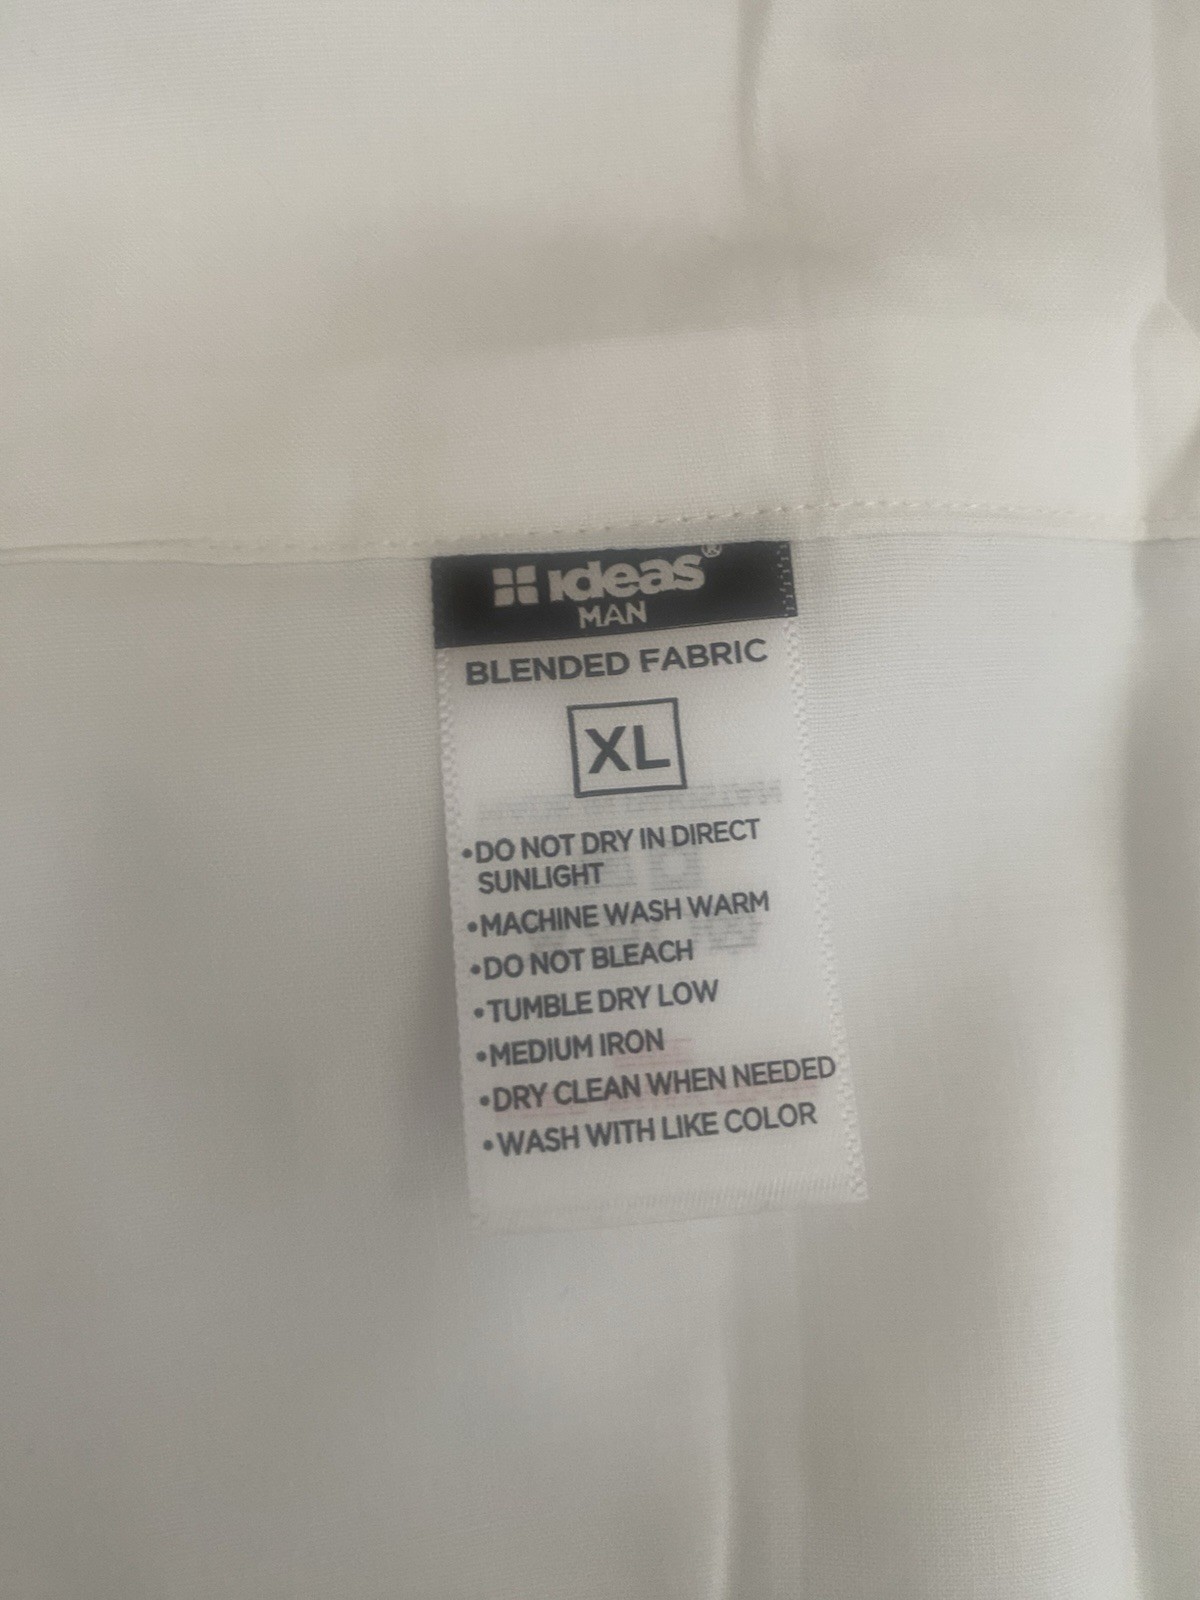 ideas®
MAN
BLENDED FABRIC
XL
•DO NOT DRY IN DIRECT
SUNLIGHT
•MACHINE WASH WARM
•DO NOT BLEACH
•TUMBLE DRY LOW
•MEDIUM IRON
•DRY CLEAN WHEN NEEDED
•WASH WITH LIKE COLOR